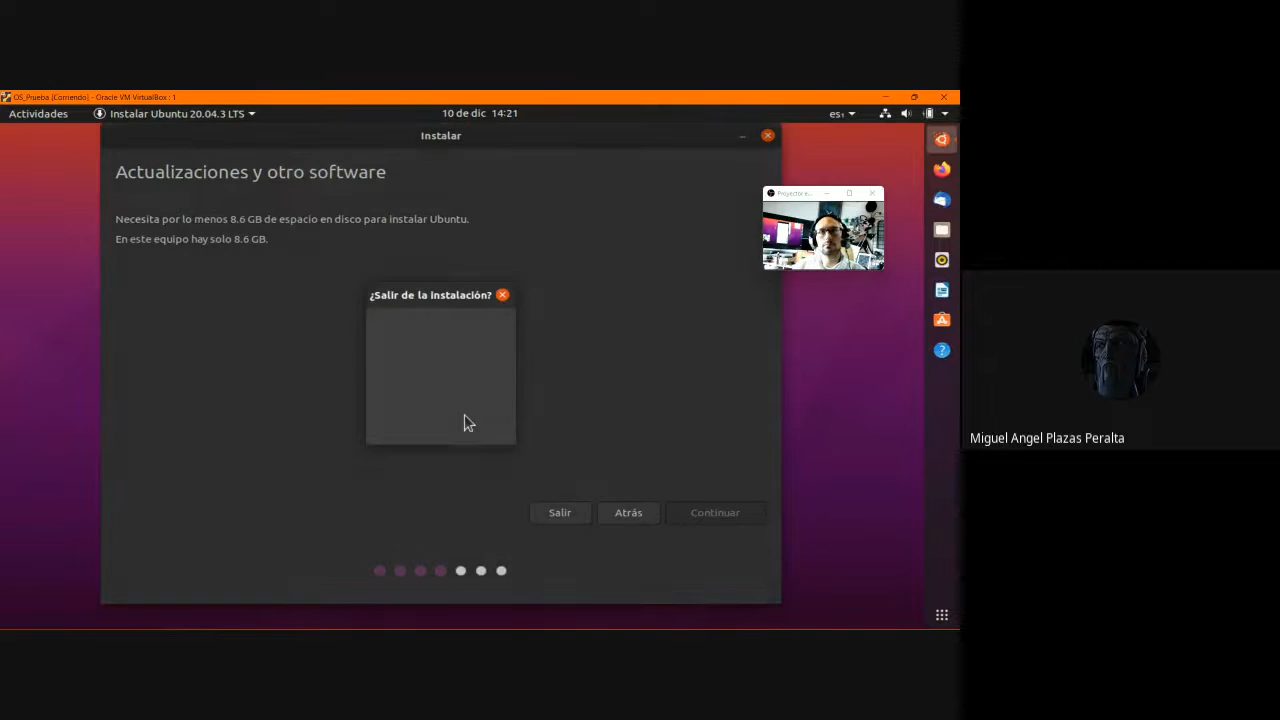 OS_Prueba [Corriendo] - Oracle VM VirtualBox : 1
Actividades
Instalar Ubuntu 20.04.3 LTS
10 de dic 14:21
es₁
Instalar
Actualizaciones y otro software
Proyector e...
Necesita por lo menos 8.6 GB de espacio en disco para instalar Ubuntu.
En este equipo hay solo 8.6 GB.
¿Salir de la instalación?
Miguel Angel Plazas Peralta
Salir
Atrás
Continuar